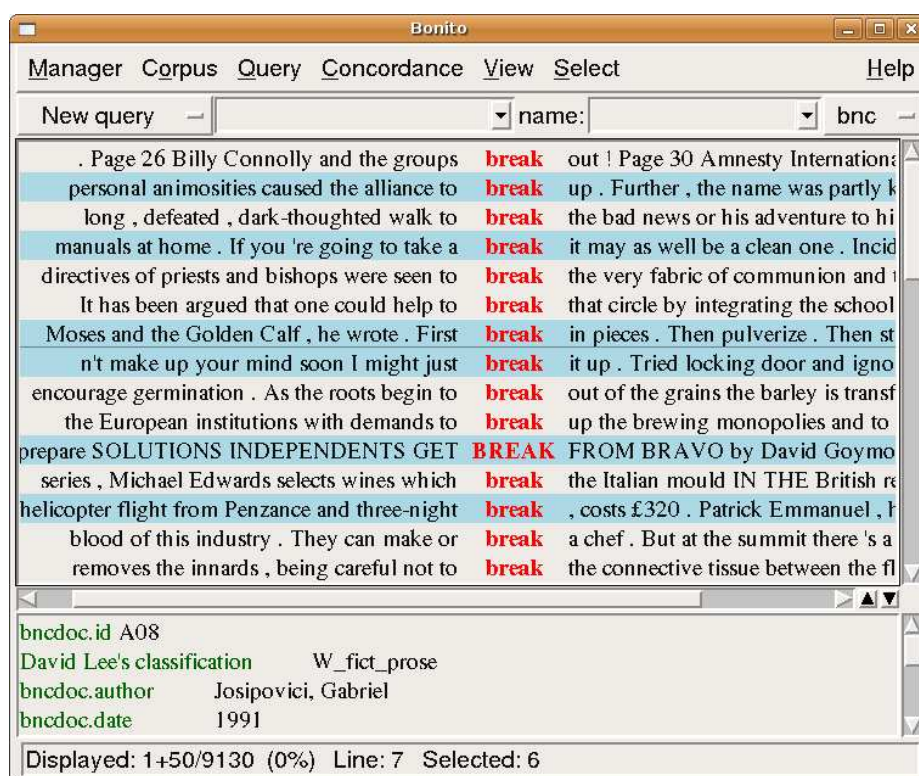 Bonito
Manager Corpus Query Concordance View Select Help
New query name: bnc
. Page 26 Billy Connolly and the groups break out ! Page 30 Amnesty Internationa
personal animosities caused the alliance to break up . Further , the name was partly k
long , defeated , dark-thoughted walk to break the bad news or his adventure to hi
manuals at home . If you 're going to take a break it may as well be a clean one . Incid
directives of priests and bishops were seen to break the very fabric of communion and t
It has been argued that one could help to break that circle by integrating the school
Moses and the Golden Calf , he wrote . First break in pieces . Then pulverize . Then st
n't make up your mind soon I might just break it up . Tried locking door and igno
encourage germination . As the roots begin to break out of the grains the barley is transf
the European institutions with demands to break up the brewing monopolies and to
prepare SOLUTIONS INDEPENDENTS GET BREAK FROM BRAVO by David Goymo
series , Michael Edwards selects wines which break the Italian mould IN THE British re
helicopter flight from Penzance and three-night break , costs £320 . Patrick Emmanuel , h
blood of this industry . They can make or break a chef . But at the summit there 's a
removes the innards , being careful not to break the connective tissue between the fl
bncdoc.id A08
David Lee's classification W_fict_prose
bncdoc.author Josipovici, Gabriel
bncdoc.date 1991
Displayed: 1+50/9130 (0%) Line: 7 Selected: 6